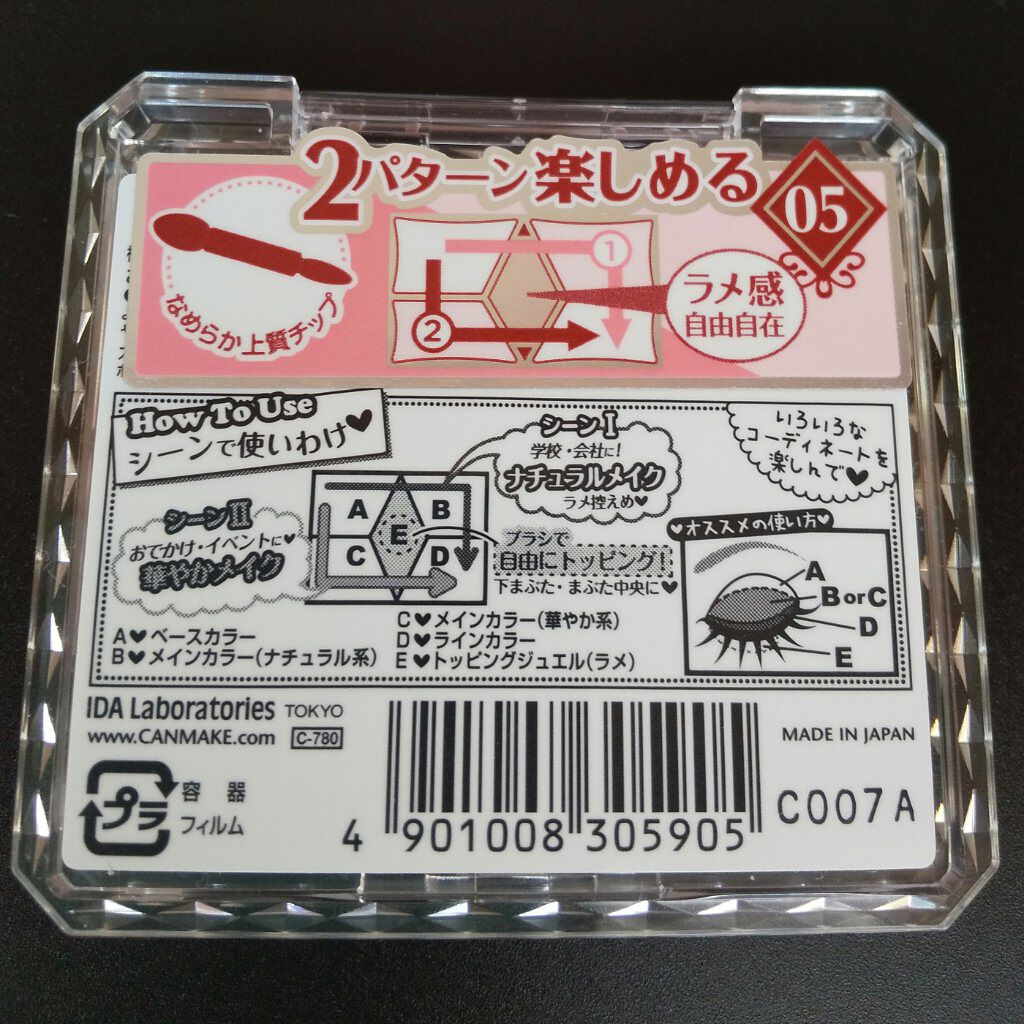 2パターン楽しめる
05
なめらか上質チップ
1
2
ラメ感
自由自在
How To Use
シーンで使いわけ♥
シーンI
学校・会社に!
ナチュラルメイク
ラメ控えめ♥
いろいろな
コーディネートを
楽しんで♥
シーンII
おでかけ・イベントに♥
華やかメイク
A
B
C
D
E
ブラシで
自由にトッピング!
下まぶた・まぶた中央に♥
♥オススメの使い方♥
A
B or C
D
E
A♥ベースカラー
B♥メインカラー(ナチュラル系)
C♥メインカラー(華やか系)
D♥ラインカラー
E♥トッピングジュエル(ラメ)
IDA Laboratories TOKYO
www.CANMAKE.com C-780
MADE IN JAPAN
プラ
容器
フィルム
4 901008 305905
C007A